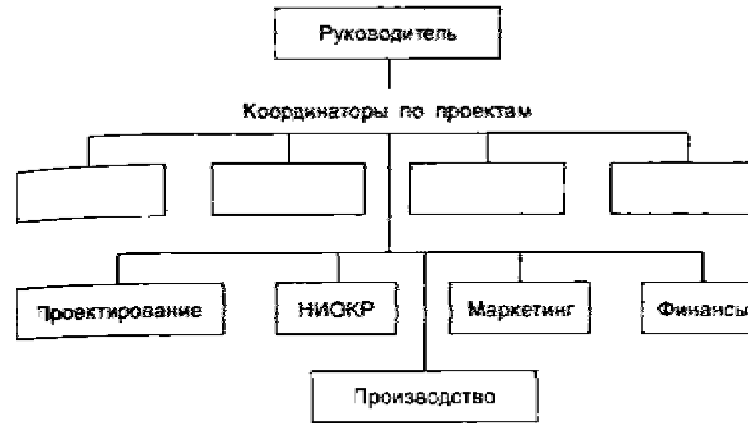 Руководитель
Координаторы по проектам
Проектирование
НИОКР
Маркетинг
Финансы
Производство